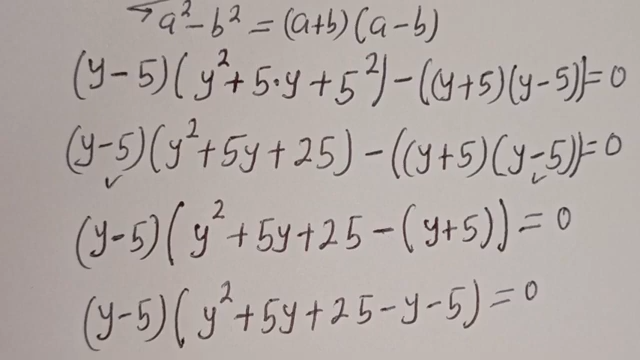 → a² - b² = (a+b)(a-b)
(y-5)(y²+5·y+5²)-((y+5)(y-5))=0
(y-5)(y²+5y+25)-((y+5)(y-5))=0
(y-5)(y²+5y+25-(y+5))=0
(y-5)(y²+5y+25-y-5)=0